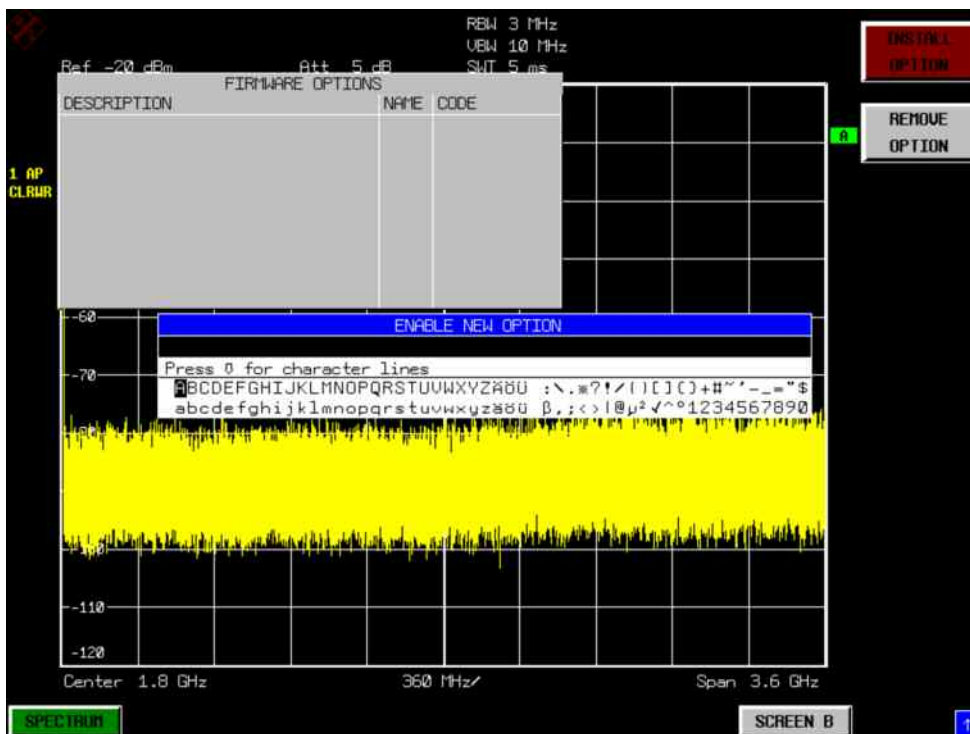 RBW 3 MHz
VBW 10 MHz
Ref -20 dBm Att 5 dB SWT 5 ms
INSTALL
OPTION
FIRMWARE OPTIONS
DESCRIPTION NAME CODE
REMOVE
OPTION
A
1 AP
CLRWR
-60
ENABLE NEW OPTION
Press ⇩ for character lines
-70
ABCDEFGHIJKLMNOPQRSTUVWXYZÄÖÜ :\.*?!/()[]{}+#~'-_="$
abcdefghijklmnopqrstuvwxyzäöü β,;<>|@µ²√^°1234567890
-110
-120
Center 1.8 GHz 360 MHz/ Span 3.6 GHz
SPECTRUM SCREEN B ↑